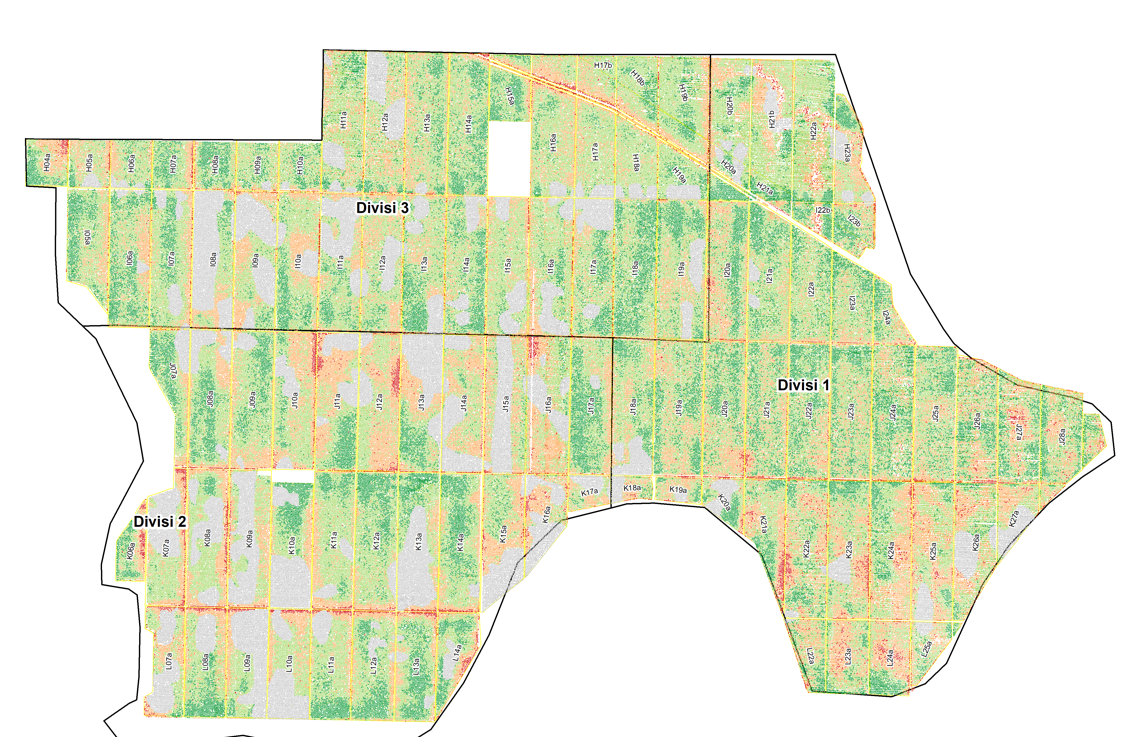 H17b
H18b
H19b
H15a
H20b
H11a
H12a
H13a
H14a
H21b
H22a
H16a
H17a
H18a
H23a
H04a
H05a
H06a
H07a
H08a
H09a
H10a
H19a
H20a
H21a
Divisi 3
I22b
I23b
I05a
I06a
I07a
I08a
I09a
I10a
I11a
I12a
I13a
I14a
I15a
I16a
I17a
I18a
I19a
I20a
I21a
I22a
I23a
I24a
Divisi 1
J07a
J08a
J09a
J10a
J11a
J12a
J13a
J14a
J15a
J16a
J17a
J18a
J19a
J20a
J21a
J22a
J23a
J24a
J25a
J26a
J27a
J28a
K17a
K18a
K19a
K20a
Divisi 2
K16a
K21a
K27a
K06a
K07a
K08a
K09a
K10a
K11a
K12a
K13a
K14a
K15a
K22a
K23a
K24a
K25a
K26a
L07a
L08a
L09a
L10a
L11a
L12a
L13a
L14a
L22a
L23a
L24a
L25a